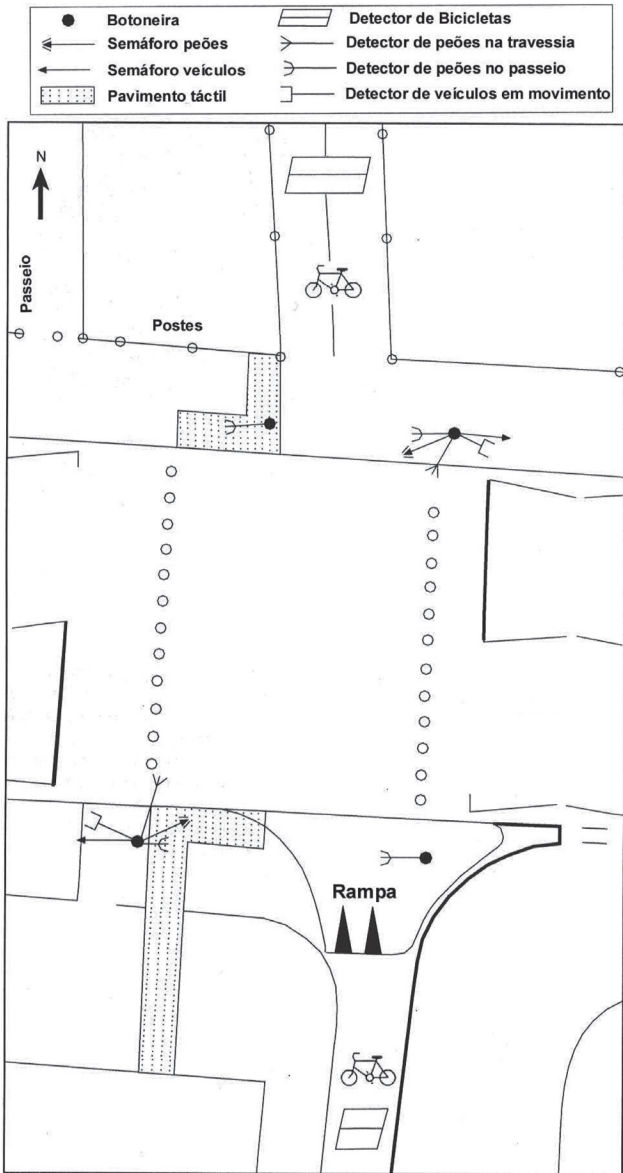 Botoneira
Detector de Bicicletas
Semáforo peões
Detector de peões na travessia
Semáforo veículos
Detector de peões no passeio
Pavimento táctil
Detector de veículos em movimento
N
Passeio
Postes
Rampa